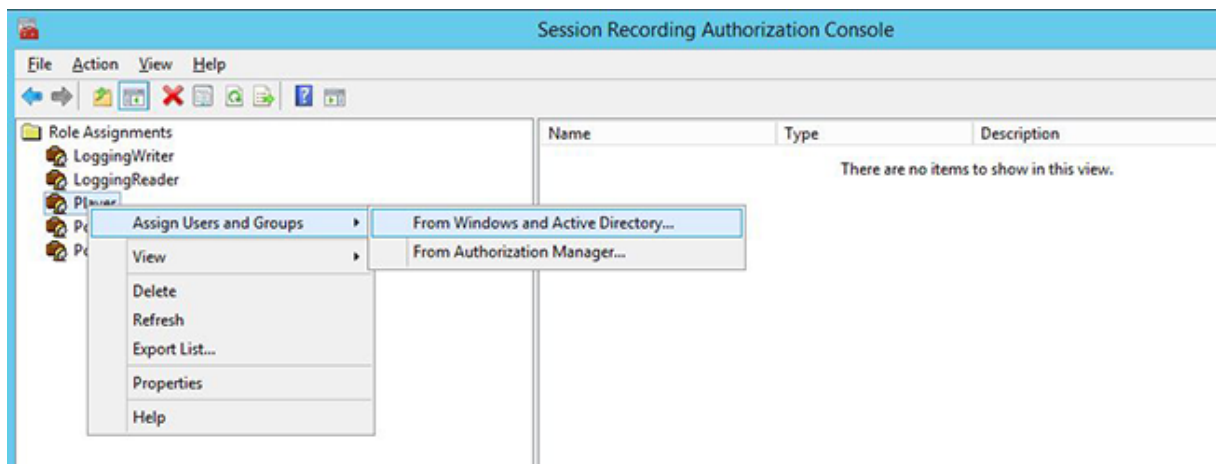 Session Recording Authorization Console
File Action View Help
Role Assignments
Name Type Description
LoggingWriter
There are no items to show in this view.
LoggingReader
Player
Assign Users and Groups
From Windows and Active Directory...
From Authorization Manager...
View
Delete
Refresh
Export List...
Properties
Help